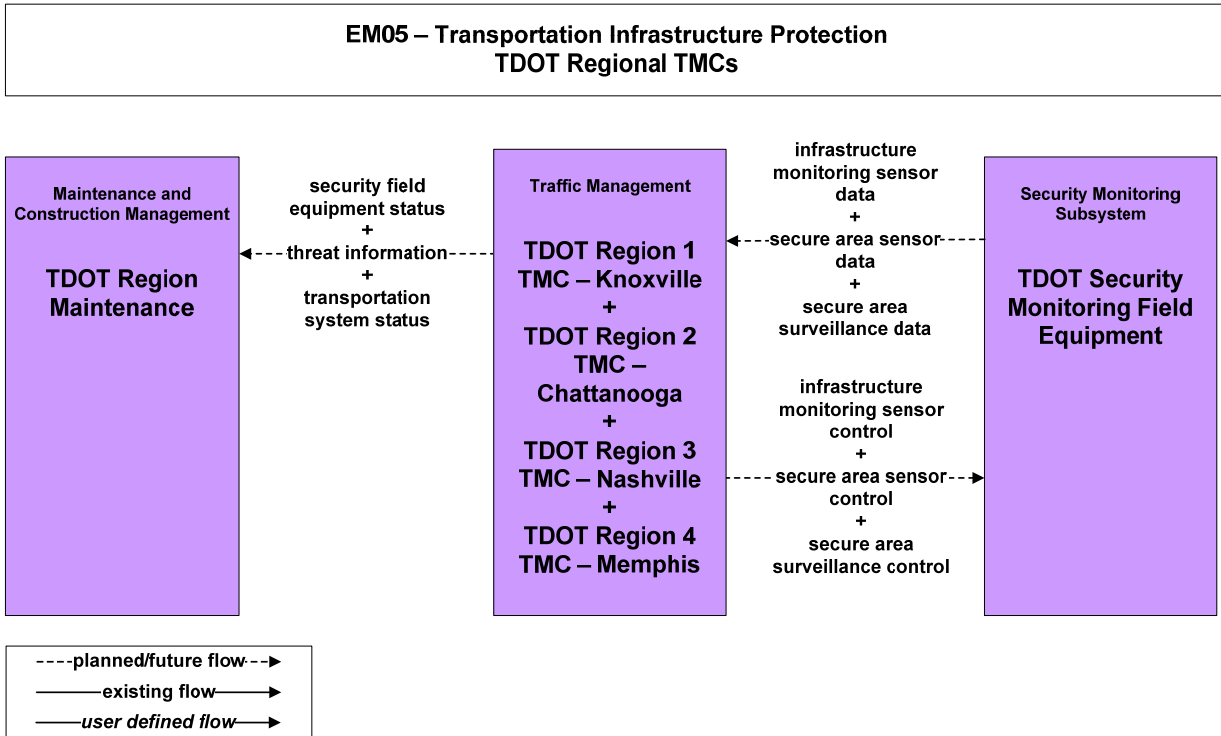 EM05 – Transportation Infrastructure Protection
TDOT Regional TMCs
Maintenance and
Construction Management
TDOT Region
Maintenance
security field
equipment status
+
threat information
+
transportation
system status
Traffic Management
TDOT Region 1
TMC – Knoxville
+
TDOT Region 2
TMC –
Chattanooga
+
TDOT Region 3
TMC – Nashville
+
TDOT Region 4
TMC – Memphis
infrastructure
monitoring sensor
data
+
secure area sensor
data
+
secure area
surveillance data
infrastructure
monitoring sensor
control
+
secure area sensor
control
+
secure area
surveillance control
Security Monitoring
Subsystem
TDOT Security
Monitoring Field
Equipment
planned/future flow
existing flow
user defined flow